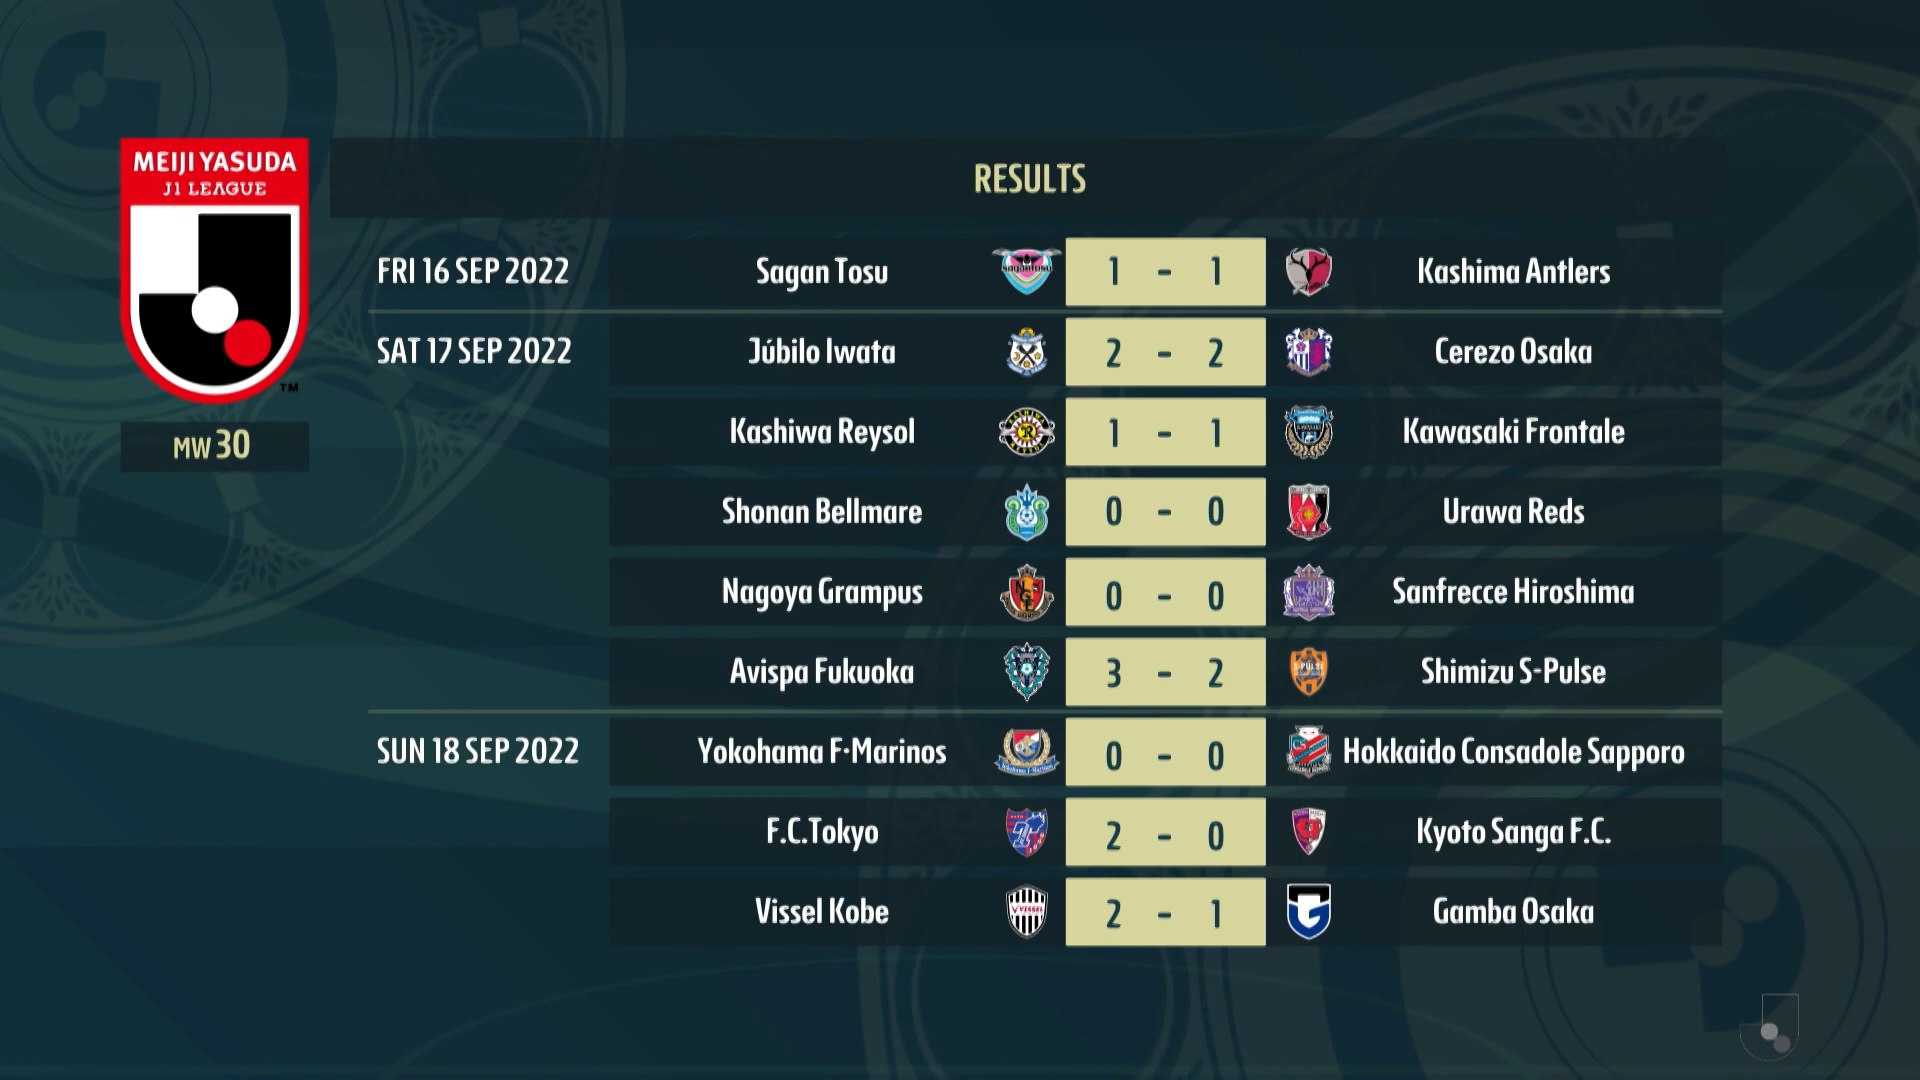 MEIJI YASUDA
J1 LEAGUE
TM
MW 30
RESULTS
FRI 16 SEP 2022 Sagan Tosu 1 - 1 Kashima Antlers
SAT 17 SEP 2022 Júbilo Iwata 2 - 2 Cerezo Osaka
Kashiwa Reysol 1 - 1 Kawasaki Frontale
Shonan Bellmare 0 - 0 Urawa Reds
Nagoya Grampus 0 - 0 Sanfrecce Hiroshima
Avispa Fukuoka 3 - 2 Shimizu S-Pulse
SUN 18 SEP 2022 Yokohama F·Marinos 0 - 0 Hokkaido Consadole Sapporo
F.C.Tokyo 2 - 0 Kyoto Sanga F.C.
Vissel Kobe 2 - 1 Gamba Osaka